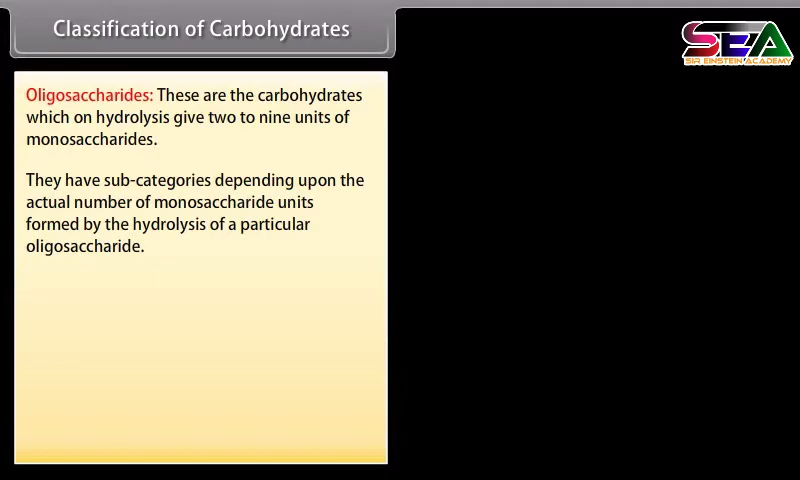 Classification of Carbohydrates
SEA
SIR EINSTEIN ACADEMY
Oligosaccharides: These are the carbohydrates
which on hydrolysis give two to nine units of
monosaccharides.
They have sub-categories depending upon the
actual number of monosaccharide units
formed by the hydrolysis of a particular
oligosaccharide.